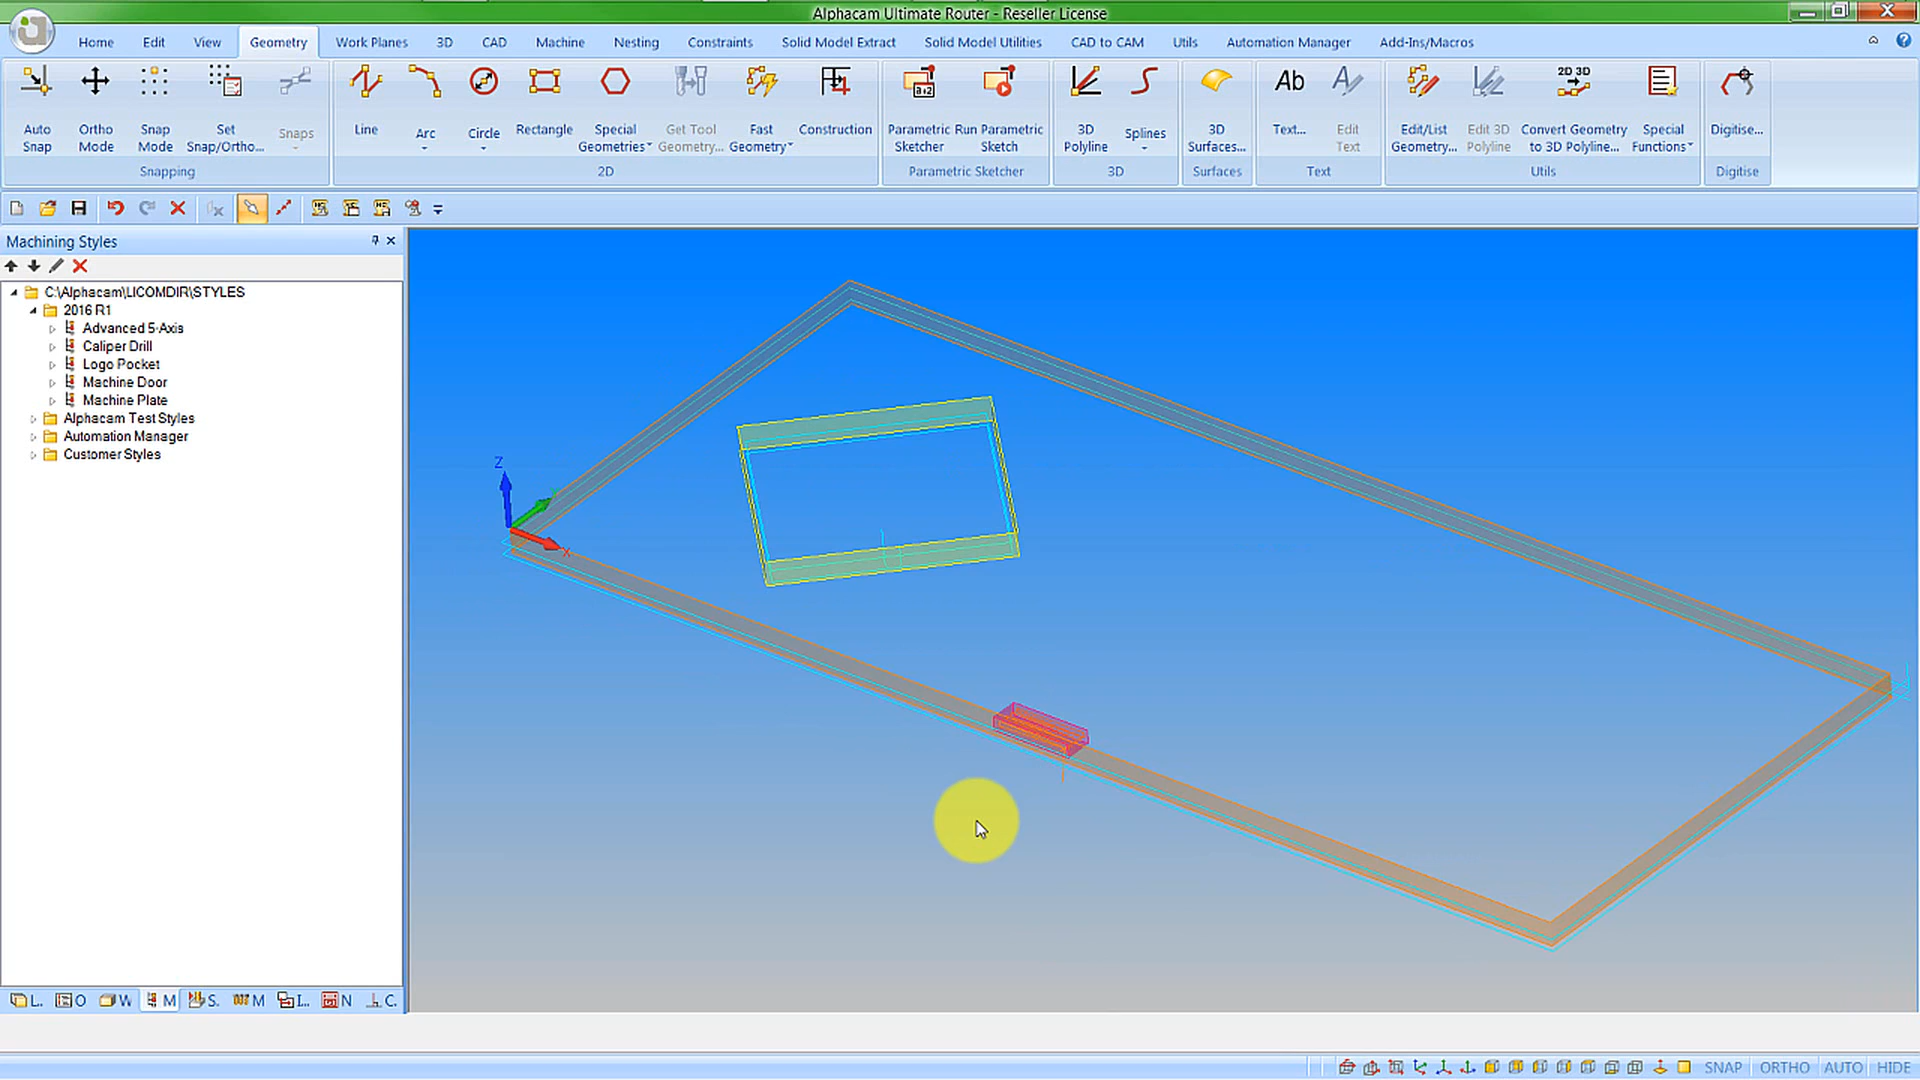 Alphacam Ultimate Router - Reseller License
Home Edit View Geometry Work Planes 3D CAD Machine Nesting Constraints Solid Model Extract Solid Model Utilities CAD to CAM Utils Automation Manager Add-Ins/Macros
Auto Snap
Ortho Mode
Snap Mode
Set Snap/Ortho...
Snaps
Line
Arc
Circle
Rectangle
Special Geometries
Get Tool Geometry...
Fast Geometry
Construction
Parametric Sketcher
Run Parametric Sketch
3D Polyline
Splines
3D Surfaces...
Text...
Edit Text
Edit/List Geometry...
Edit 3D Polyline
2D 3D
Convert Geometry to 3D Polyline...
Special Functions
Digitise...
Snapping 2D Parametric Sketcher 3D Surfaces Text Utils Digitise
Machining Styles
C:\Alphacam\LICOMDIR\STYLES
2016 R1
Advanced 5-Axis
Caliper Drill
Logo Pocket
Machine Door
Machine Plate
Alphacam Test Styles
Automation Manager
Customer Styles
Z
X
L. O W M S. M I... N C.
SNAP ORTHO AUTO HIDE